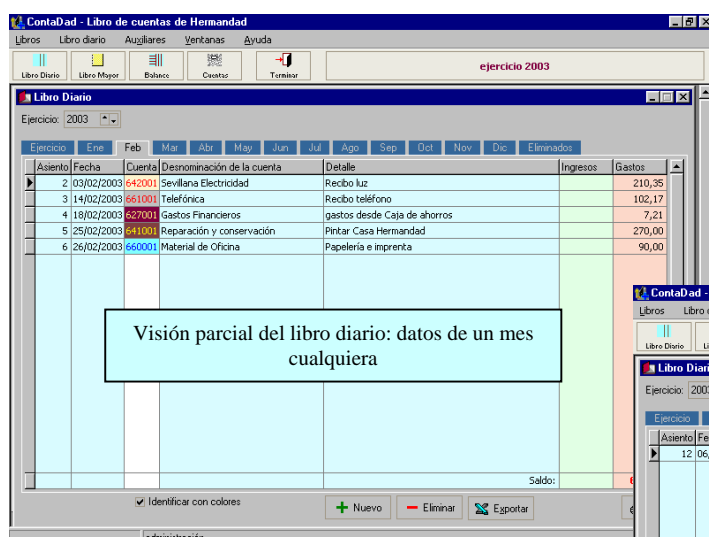 ContaDad - Libro de cuentas de Hermandad
Libros Libro diario Auxiliares Ventanas Ayuda
Libro Diario Libro Mayor Balance Cuentas Terminar ejercicio 2003
Libro Diario
Ejercicio: 2003
Ejercicio Ene Feb Mar Abr May Jun Jul Ago Sep Oct Nov Dic Eliminados
Asiento Fecha Cuenta Desnominación de la cuenta Detalle Ingresos Gastos
2 03/02/2003 642001 Sevillana Electricidad Recibo luz 210,35
3 14/02/2003 661001 Telefónica Recibo teléfono 102,17
4 18/02/2003 627001 Gastos Financieros gastos desde Caja de ahorros 7,21
5 25/02/2003 641001 Reparación y conservación Pintar Casa Hermandad 270,00
6 26/02/2003 660001 Material de Oficina Papelería e imprenta 90,00
Visión parcial del libro diario: datos de un mes
cualquiera
Saldo:
Identificar con colores
Nuevo Eliminar Exportar
ContaDad -
Libros Libro
Libro Diario
Libro Diari
Ejercicio: 200
Ejercicio
Asiento Fe
12 06